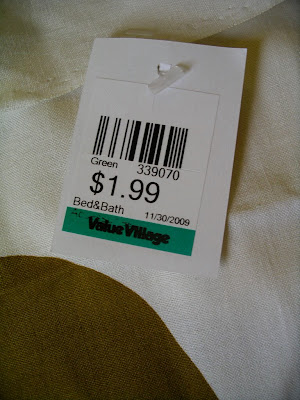 Green 339070
$1.99
Bed&Bath 11/30/2009
Value Village